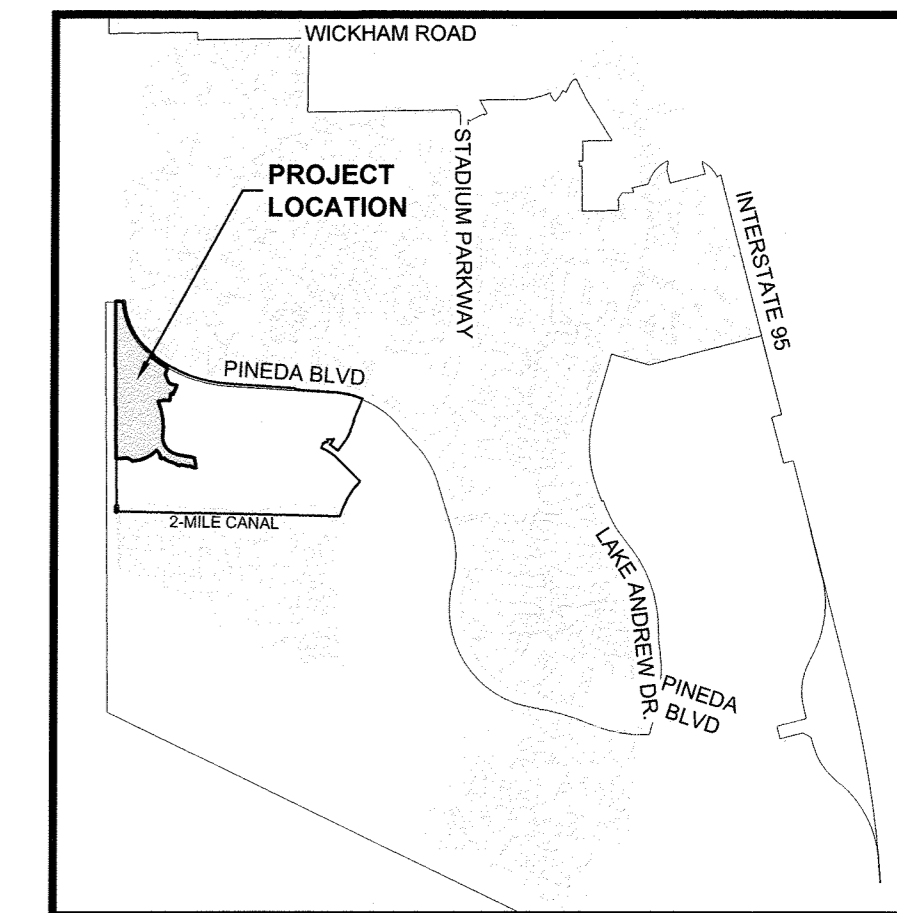 WICKHAM ROAD
STADIUM PARKWAY
PROJECT
LOCATION
INTERSTATE 95
PINEDA BLVD
2-MILE CANAL
LAKE ANDREW DR.
PINEDA
BLVD